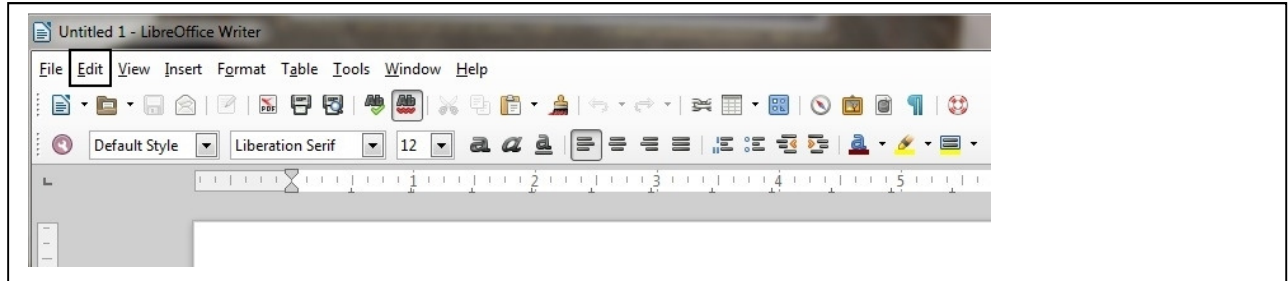 Untitled 1 - LibreOffice Writer
File Edit View Insert Format Table Tools Window Help
Default Style Liberation Serif 12 a a a a
1 2 3 4 5